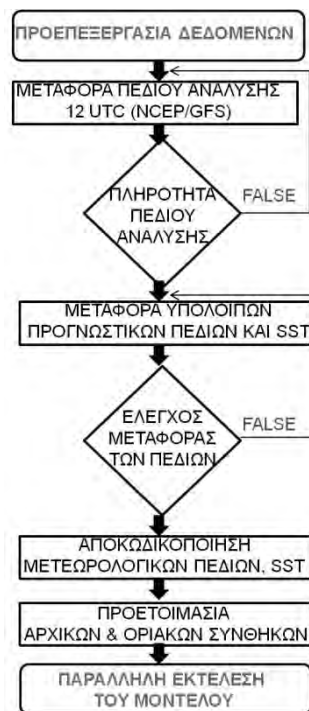 ΠΡΟΕΠΕΞΕΡΓΑΣΙΑ ΔΕΔΟΜΕΝΩΝ
ΜΕΤΑΦΟΡΑ ΠΕΔΙΟΥ ΑΝΑΛΥΣΗΣ
12 UTC (NCEP/GFS)
ΠΛΗΡΟΤΗΤΑ
ΠΕΔΙΟΥ
ΑΝΑΛΥΣΗΣ
FALSE
ΜΕΤΑΦΟΡΑ ΥΠΟΛΟΙΠΩΝ
ΠΡΟΓΝΩΣΤΙΚΩΝ ΠΕΔΙΩΝ ΚΑΙ SST
ΕΛΕΓΧΟΣ
ΜΕΤΑΦΟΡΑΣ
ΤΩΝ ΠΕΔΙΩΝ
FALSE
ΑΠΟΚΩΔΙΚΟΠΟΙΗΣΗ
ΜΕΤΕΩΡΟΛΟΓΙΚΩΝ ΠΕΔΙΩΝ, SST
ΠΡΟΕΤΟΙΜΑΣΙΑ
ΑΡΧΙΚΩΝ & ΟΡΙΑΚΩΝ ΣΥΝΘΗΚΩΝ
ΠΑΡΑΛΛΗΛΗ ΕΚΤΕΛΕΣΗ
ΤΟΥ ΜΟΝΤΕΛΟΥ